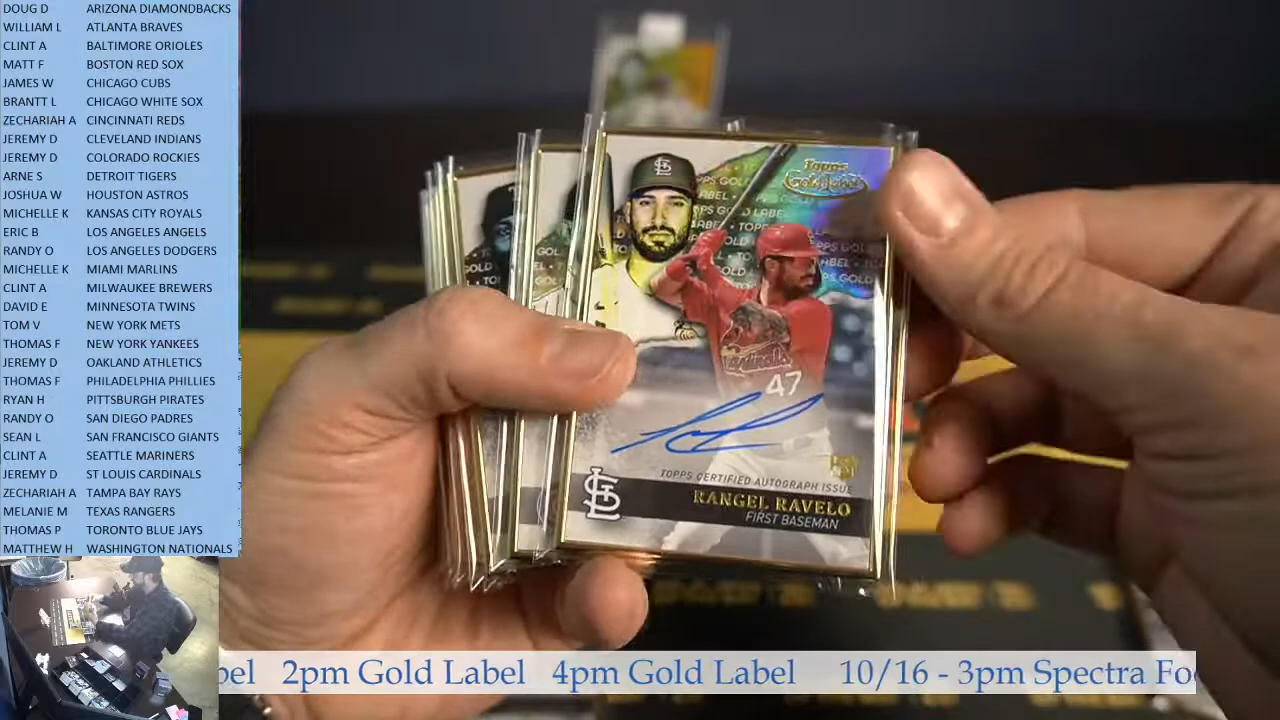 DOUG D ARIZONA DIAMONDBACKS
WILLIAM L ATLANTA BRAVES
CLINT A BALTIMORE ORIOLES
MATT F BOSTON RED SOX
JAMES W CHICAGO CUBS
BRANTT L CHICAGO WHITE SOX
ZECHARIAH A CINCINNATI REDS
JEREMY D CLEVELAND INDIANS
JEREMY D COLORADO ROCKIES
ARNE S DETROIT TIGERS
JOSHUA W HOUSTON ASTROS
MICHELLE K KANSAS CITY ROYALS
ERIC B LOS ANGELES ANGELS
RANDY O LOS ANGELES DODGERS
MICHELLE K MIAMI MARLINS
CLINT A MILWAUKEE BREWERS
DAVID E MINNESOTA TWINS
TOM V NEW YORK METS
THOMAS F NEW YORK YANKEES
JEREMY D OAKLAND ATHLETICS
THOMAS F PHILADELPHIA PHILLIES
RYAN H PITTSBURGH PIRATES
RANDY O SAN DIEGO PADRES
SEAN L SAN FRANCISCO GIANTS
CLINT A SEATTLE MARINERS
JEREMY D ST LOUIS CARDINALS
ZECHARIAH A TAMPA BAY RAYS
MELANIE M TEXAS RANGERS
THOMAS P TORONTO BLUE JAYS
MATTHEW H WASHINGTON NATIONALS
Topps
Gold Label
Cardinals
47
TOPPS CERTIFIED AUTOGRAPH ISSUE
RANGEL RAVELO
FIRST BASEMAN
bel 2pm Gold Label 4pm Gold Label 10/16 - 3pm Spectra Fo